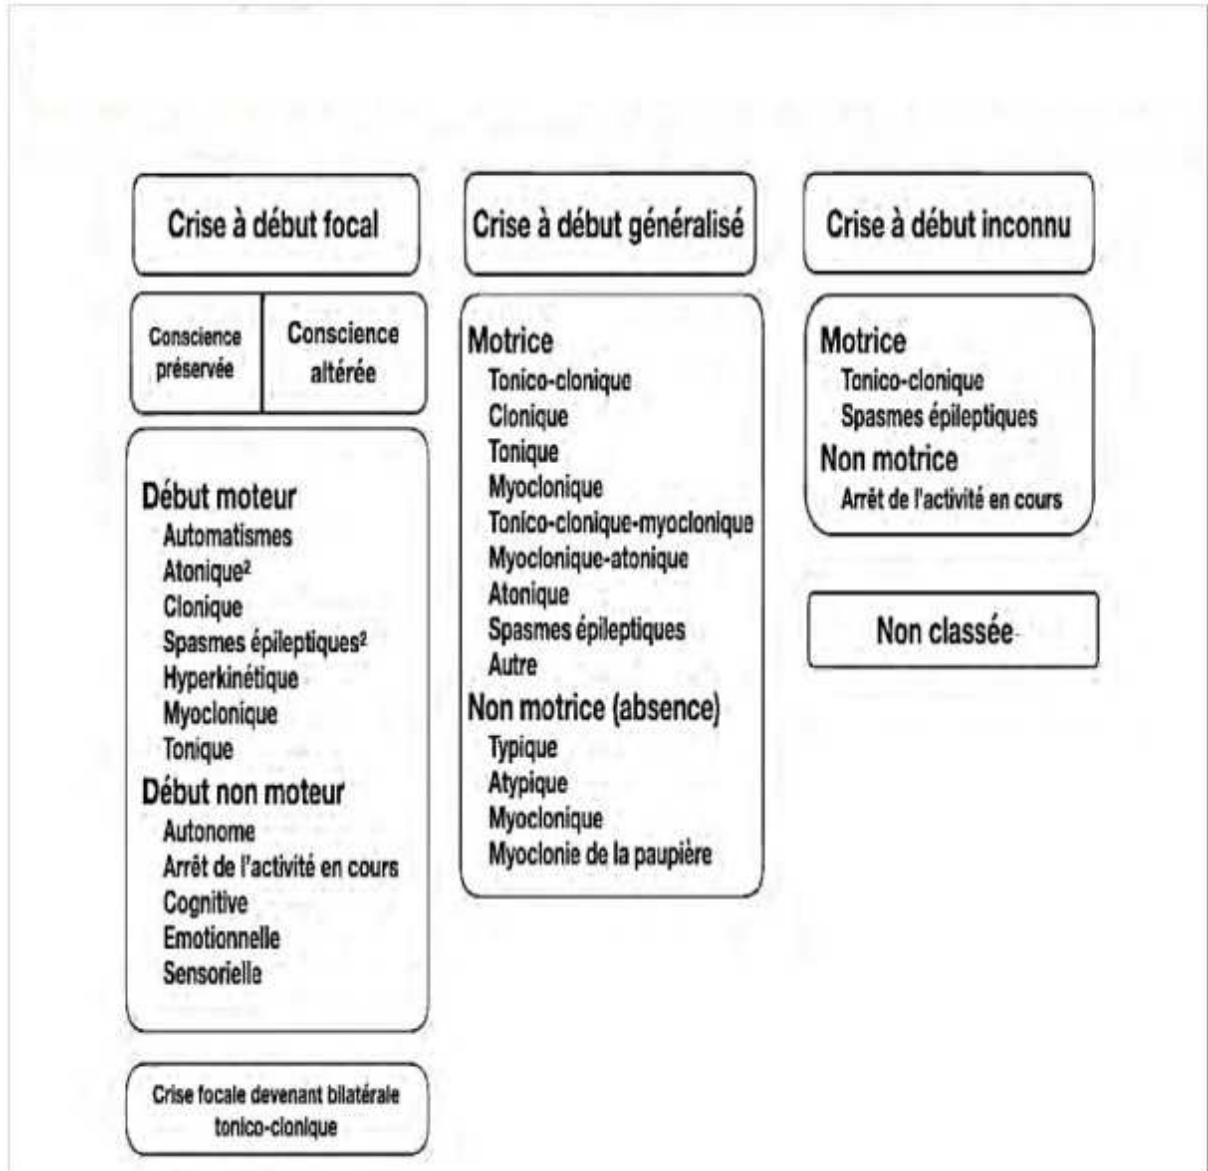 Crise à début focal
Conscience
préservée
Conscience
altérée
Début moteur
Automatismes
Atonique²
Clonique
Spasmes épileptiques²
Hyperkinétique
Myoclonique
Tonique
Début non moteur
Autonome
Arrêt de l'activité en cours
Cognitive
Emotionnelle
Sensorielle
Crise focale devenant bilatérale
tonico-clonique
Crise à début généralisé
Motrice
Tonico-clonique
Clonique
Tonique
Myoclonique
Tonico-clonique-myoclonique
Myoclonique-atonique
Atonique
Spasmes épileptiques
Autre
Non motrice (absence)
Typique
Atypique
Myoclonique
Myoclonie de la paupière
Crise à début inconnu
Motrice
Tonico-clonique
Spasmes épileptiques
Non motrice
Arrêt de l'activité en cours
Non classée